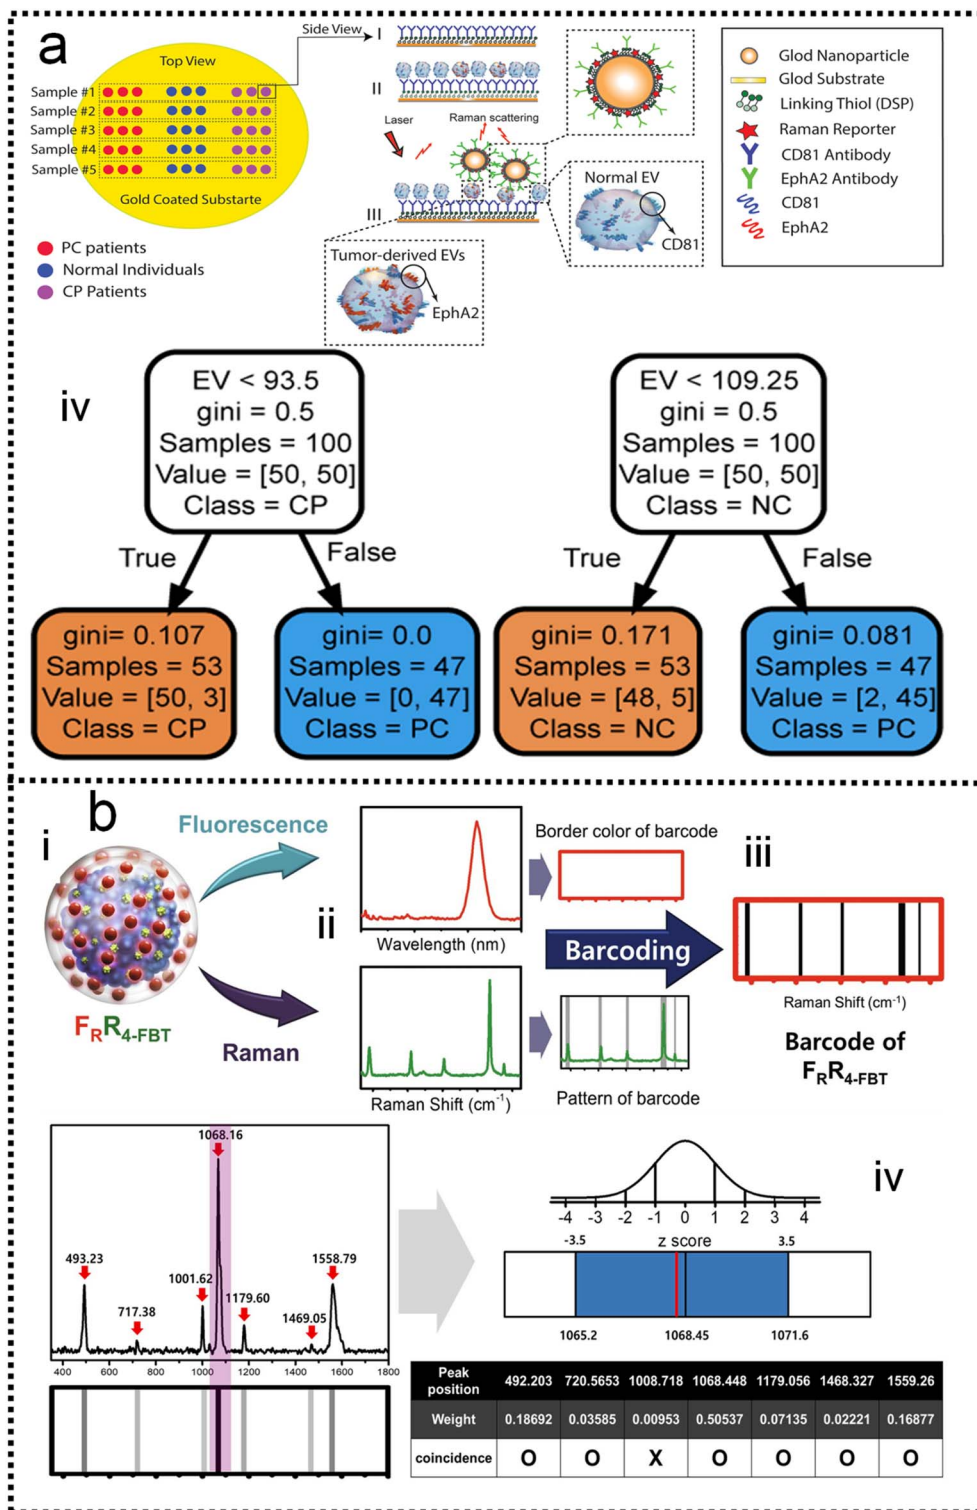 a
Top View
Sample #1
Sample #2
Sample #3
Sample #4
Sample #5
Gold Coated Substarte
PC patients
Normal Individuals
CP Patients
Side View
I
II
Laser
Raman scattering
III
Normal EV
CD81
Tumor-derived EVs
EphA2
Glod Nanoparticle
Glod Substrate
Linking Thiol (DSP)
Raman Reporter
CD81 Antibody
EphA2 Antibody
CD81
EphA2
iv
EV < 93.5
gini = 0.5
Samples = 100
Value = [50, 50]
Class = CP
True
False
gini= 0.107
Samples = 53
Value = [50, 3]
Class = CP
gini= 0.0
Samples = 47
Value = [0, 47]
Class = PC
EV < 109.25
gini = 0.5
Samples = 100
Value = [50, 50]
Class = NC
True
False
gini= 0.171
Samples = 53
Value = [48, 5]
Class = NC
gini= 0.081
Samples = 47
Value = [2, 45]
Class = PC
b
i
FRR4-FBT
Fluorescence
Raman
ii
Wavelength (nm)
Raman Shift (cm-1)
Border color of barcode
Barcoding
Pattern of barcode
iii
Raman Shift (cm-1)
Barcode of
FRR4-FBT
493.23
717.38
1001.62
1068.16
1179.60
1469.05
1558.79
400 600 800 1000 1200 1400 1600 1800
iv
-4 -3 -2 -1 0 1 2 3 4
-3.5 z score 3.5
1065.2 1068.45 1071.6
Peak position 492.203 720.5653 1008.718 1068.448 1179.056 1468.327 1559.26
Weight 0.18692 0.03585 0.00953 0.50537 0.07135 0.02221 0.16877
coincidence O O X O O O O